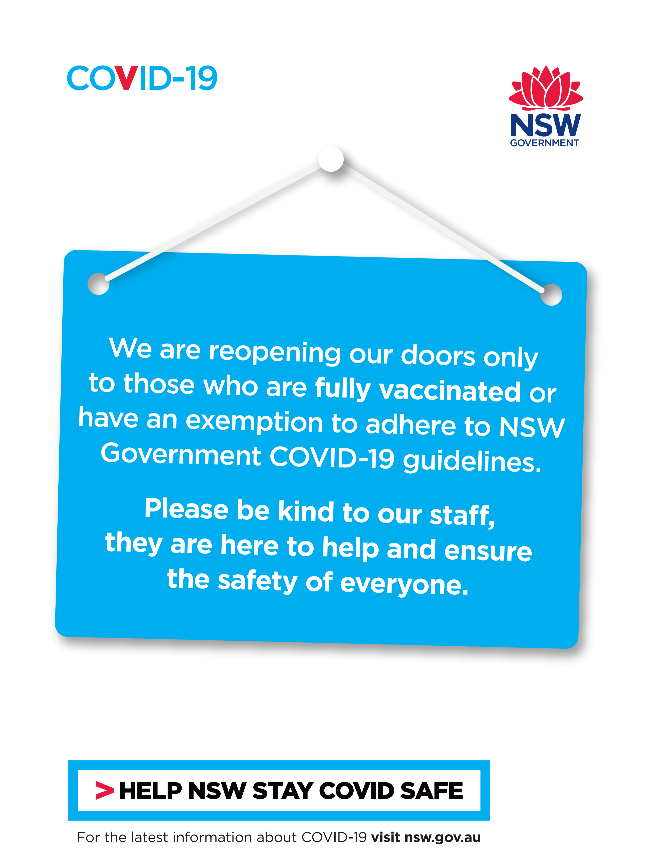 COVID-19
NSW
GOVERNMENT
We are reopening our doors only
to those who are fully vaccinated or
have an exemption to adhere to NSW
Government COVID-19 guidelines.
Please be kind to our staff,
they are here to help and ensure
the safety of everyone.
> HELP NSW STAY COVID SAFE
For the latest information about COVID-19 visit nsw.gov.au